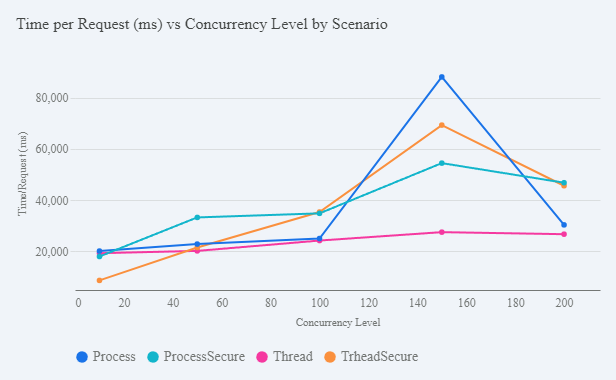 Time per Request (ms) vs Concurrency Level by Scenario
80,000
60,000
40,000
20,000
Time/Request (ms)
0 20 40 60 80 100 120 140 160 180 200
Concurrency Level
Process ProcessSecure Thread TrheadSecure